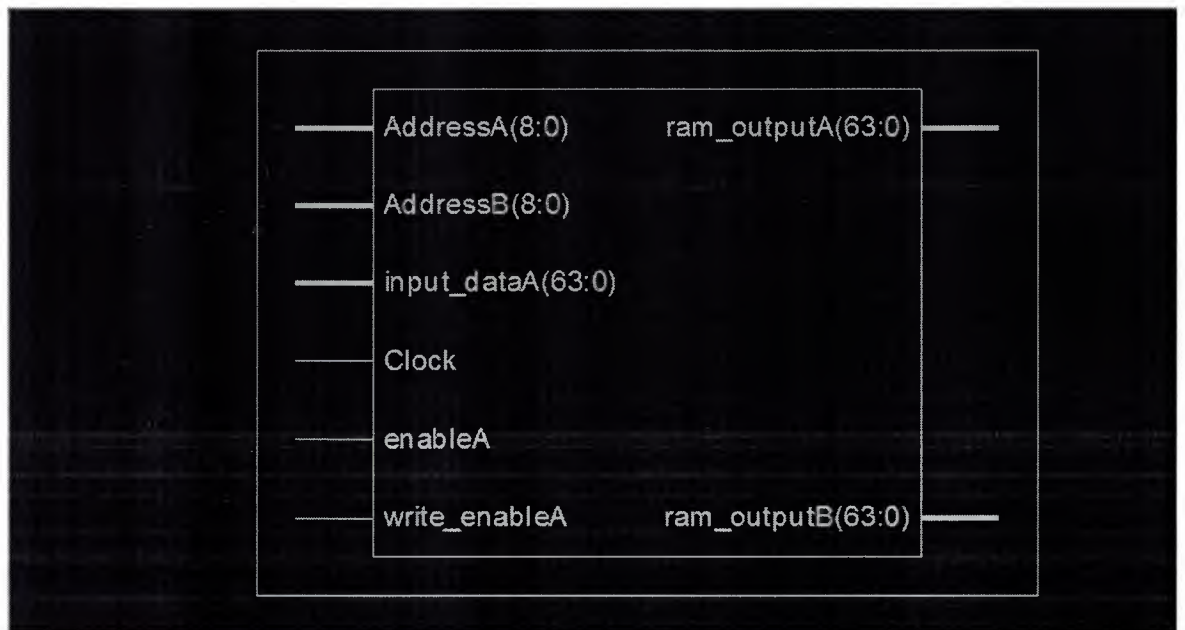 AddressA(8:0) ram_outputA(63:0)
AddressB(8:0)
input_dataA(63:0)
Clock
enableA
write_enableA ram_outputB(63:0)